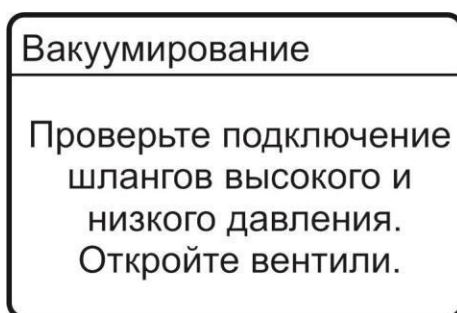 Вакуумирование
Проверьте подключение
шлангов высокого и
низкого давления.
Откройте вентили.